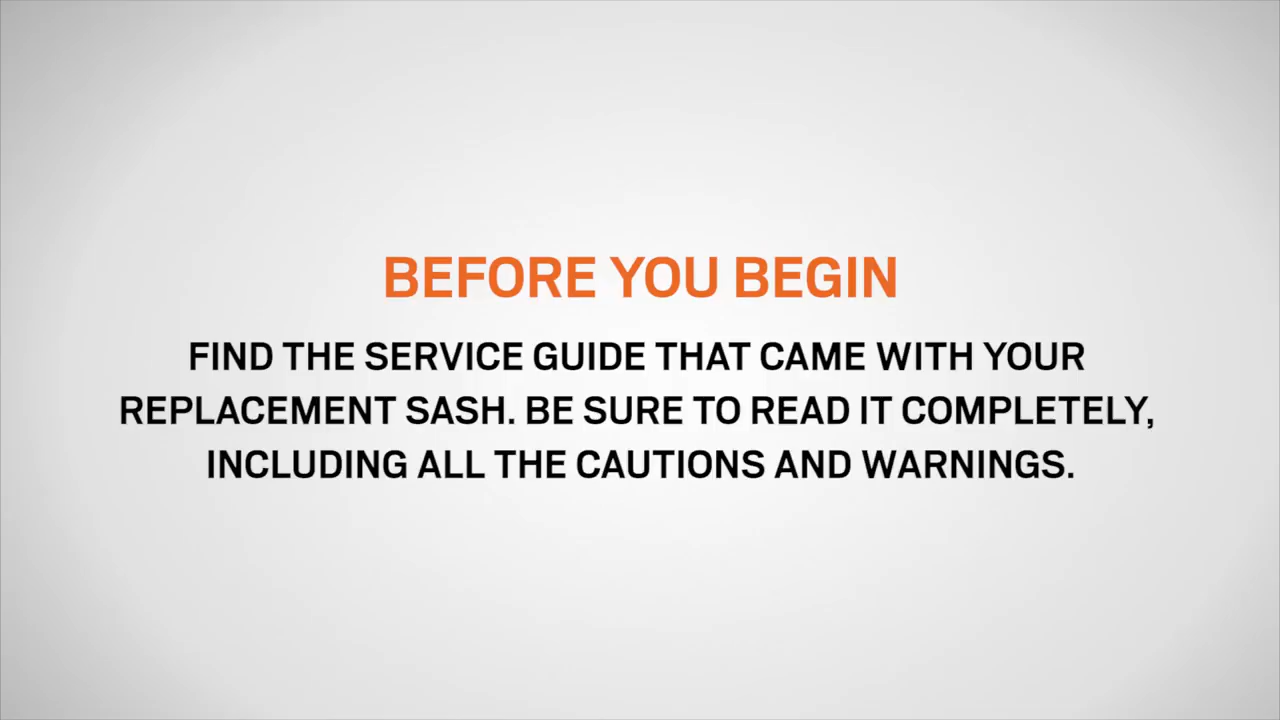 BEFORE YOU BEGIN
FIND THE SERVICE GUIDE THAT CAME WITH YOUR
REPLACEMENT SASH. BE SURE TO READ IT COMPLETELY,
INCLUDING ALL THE CAUTIONS AND WARNINGS.